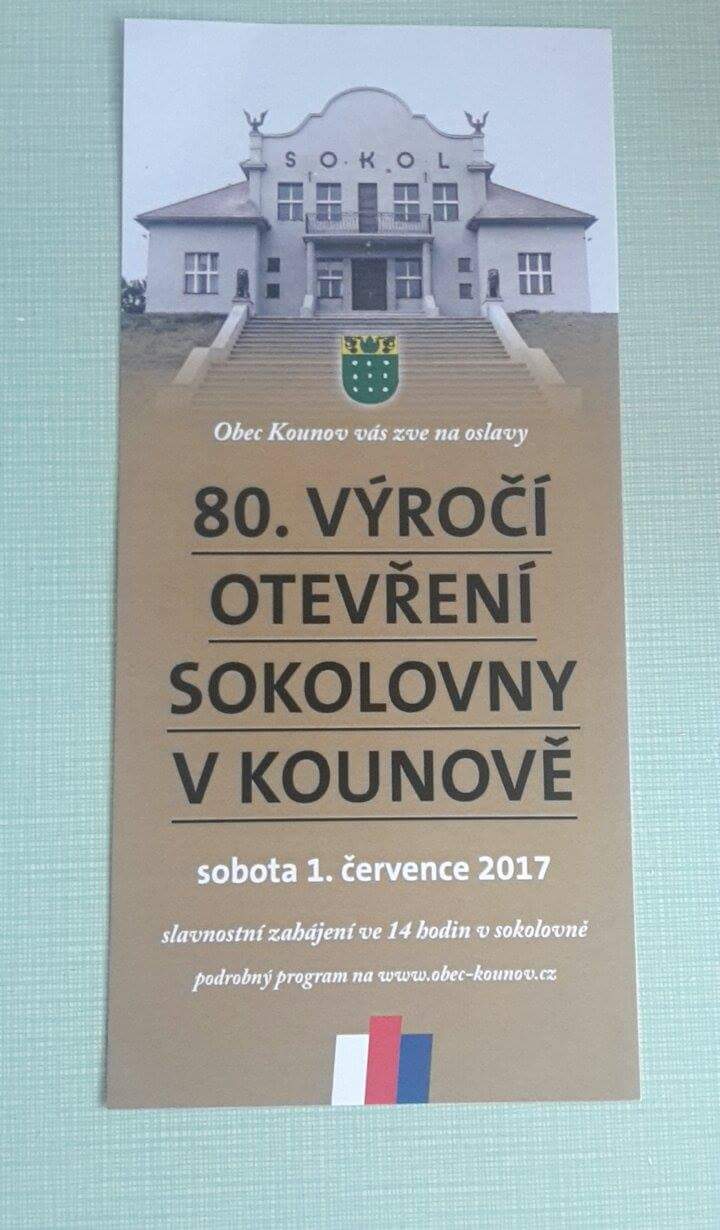 SOKOL
Obec Kounov vás zve na oslavy
80. VÝROČÍ
OTEVŘENÍ
SOKOLOVNY
V KOUNOVĚ
sobota 1. července 2017
slavnostní zahájení ve 14 hodin v sokolovně
podrobný program na www.obec-kounov.cz